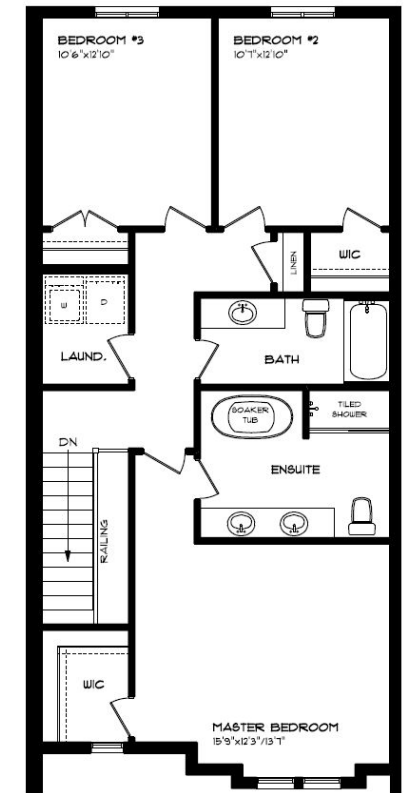 BEDROOM #3
10'6"x12'10"
BEDROOM #2
10'7"x12'10"
LINEN
WIC
W
D
LAUND.
BATH
SOAKER
TUB
TILED
SHOWER
DN
ENSUITE
RAILING
WIC
MASTER BEDROOM
15'9"x12'3"/13'7"